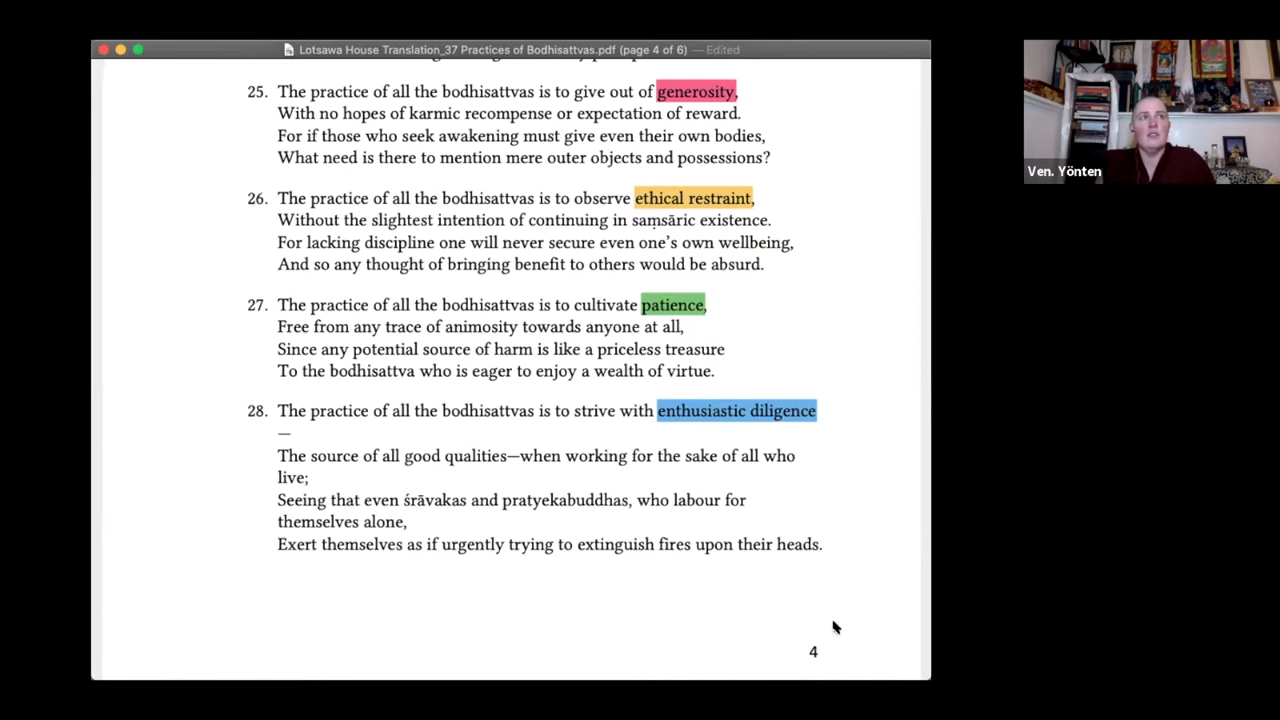 Lotsawa House Translation_37 Practices of Bodhisattvas.pdf (page 4 of 6) — Edited
25. The practice of all the bodhisattvas is to give out of generosity,
With no hopes of karmic recompense or expectation of reward.
For if those who seek awakening must give even their own bodies,
What need is there to mention mere outer objects and possessions?
26. The practice of all the bodhisattvas is to observe ethical restraint,
Without the slightest intention of continuing in saṃsāric existence.
For lacking discipline one will never secure even one’s own wellbeing,
And so any thought of bringing benefit to others would be absurd.
27. The practice of all the bodhisattvas is to cultivate patience,
Free from any trace of animosity towards anyone at all,
Since any potential source of harm is like a priceless treasure
To the bodhisattva who is eager to enjoy a wealth of virtue.
28. The practice of all the bodhisattvas is to strive with enthusiastic diligence
—
The source of all good qualities—when working for the sake of all who
live;
Seeing that even śrāvakas and pratyekabuddhas, who labour for
themselves alone,
Exert themselves as if urgently trying to extinguish fires upon their heads.
4
Ven. Yönten